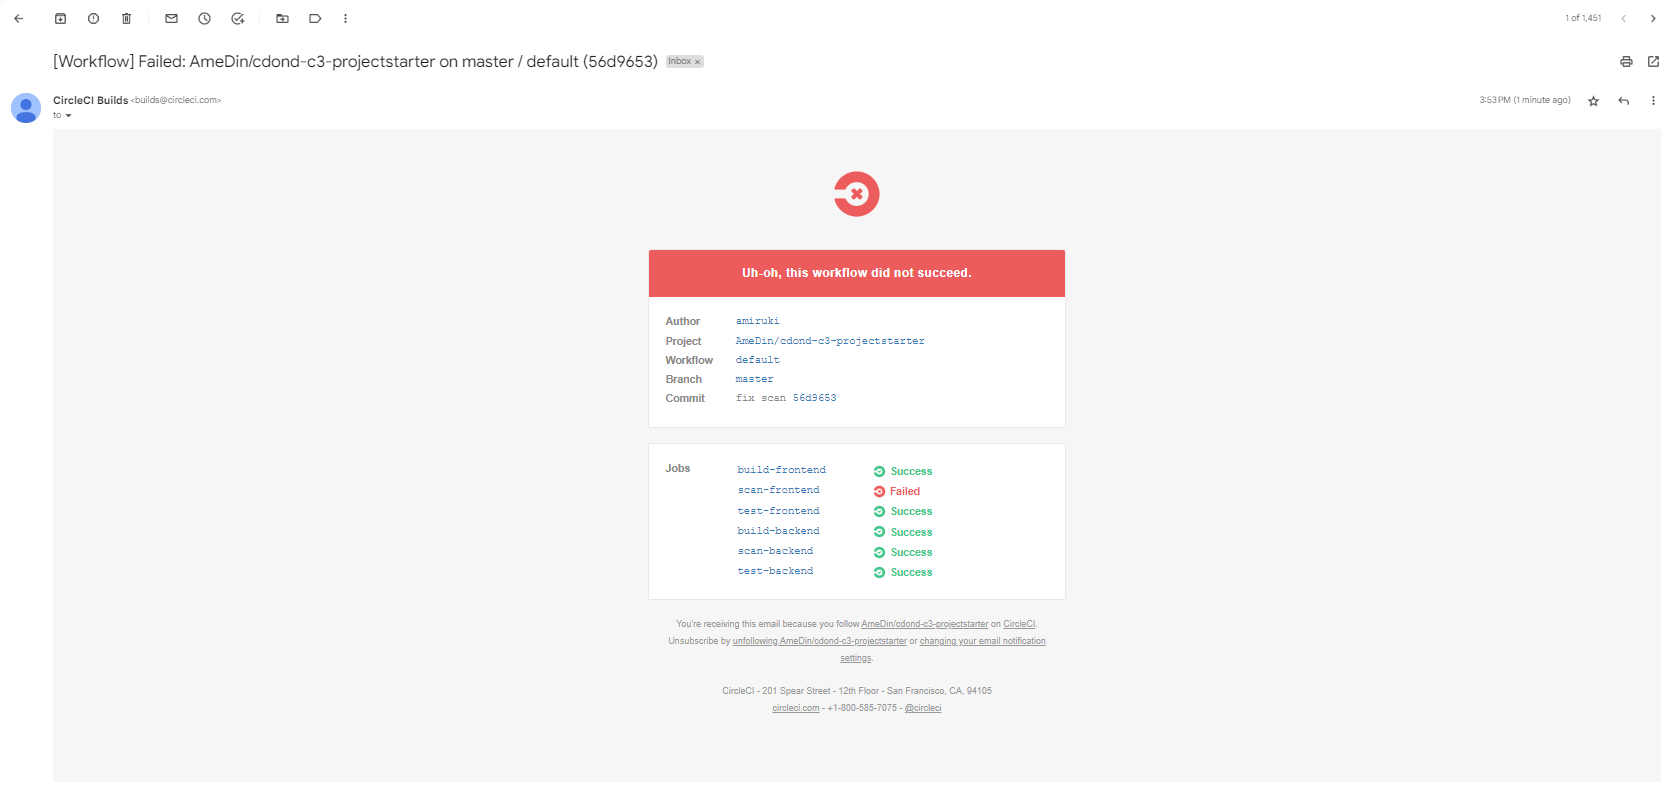 1 of 1,451
[Workflow] Failed: AmeDin/cdond-c3-projectstarter on master / default (56d9653) Inbox x
CircleCI Builds <builds@circleci.com>
3:53 PM (1 minute ago)
to
Uh-oh, this workflow did not succeed.
Author amiruki
Project AmeDin/cdond-c3-projectstarter
Workflow default
Branch master
Commit fix scan 56d9653
Jobs build-frontend Success
scan-frontend Failed
test-frontend Success
build-backend Success
scan-backend Success
test-backend Success
You're receiving this email because you follow AmeDin/cdond-c3-projectstarter on CircleCI.
Unsubscribe by unfollowing AmeDin/cdond-c3-projectstarter or changing your email notification
settings.
CircleCI - 201 Spear Street - 12th Floor - San Francisco, CA, 94105
circleci.com - +1-800-585-7075 - @circleci